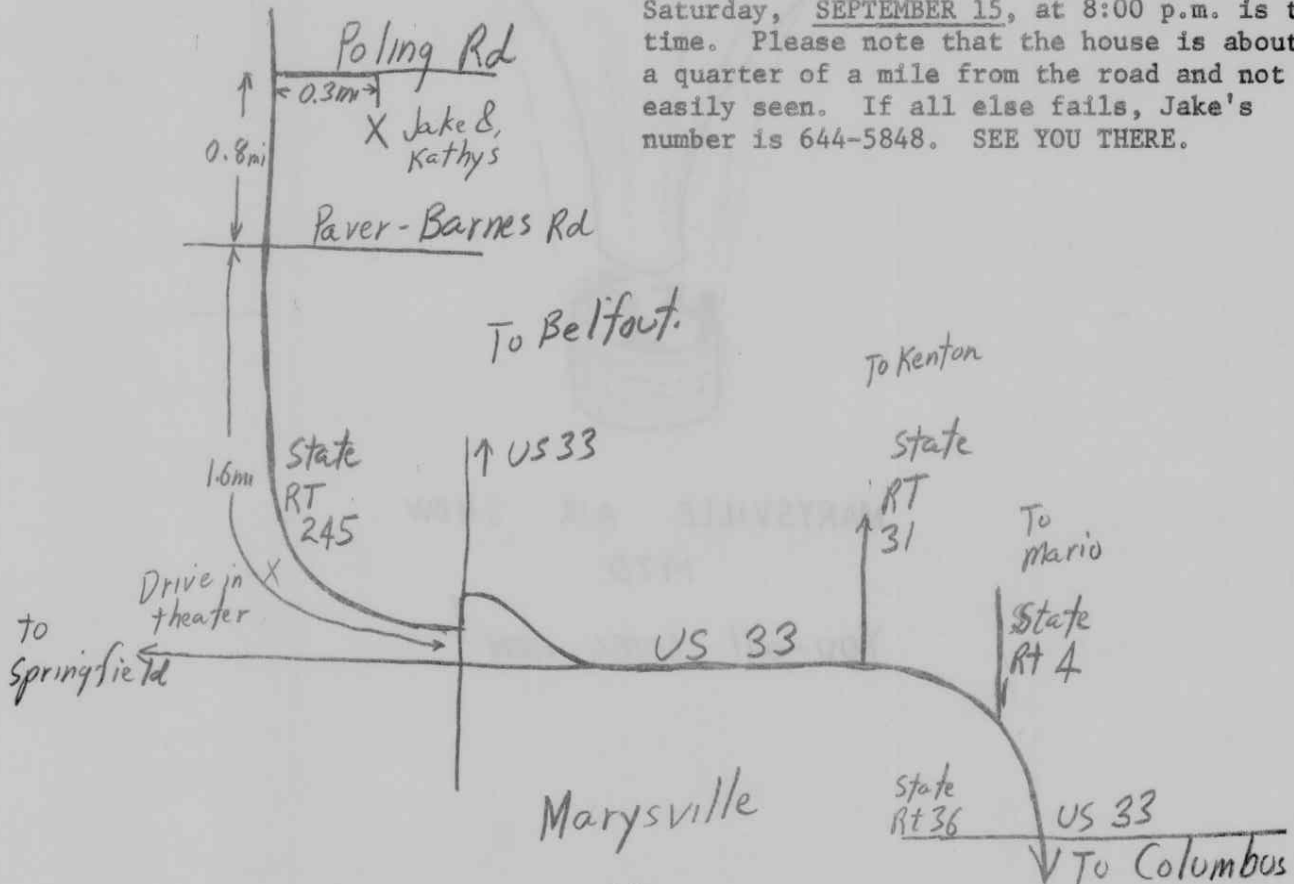 Saturday, SEPTEMBER 15, at 8:00 p.m. is t
time. Please note that the house is about
a quarter of a mile from the road and not
easily seen. If all else fails, Jake's
number is 644-5848. SEE YOU THERE.
Poling Rd
0.3mi
X Jake &
Kathys
0.8mi
Paver-Barnes Rd
To Belfout.
To Kenton
State
RT
31
US 33
State
RT
245
1.6mi
To
Mario
State
Rt 4
Drive in X
theater
to
Springfield
US 33
Marysville
State
Rt 36
US 33
To Columbus
MARYSVILLE AIR SHOW